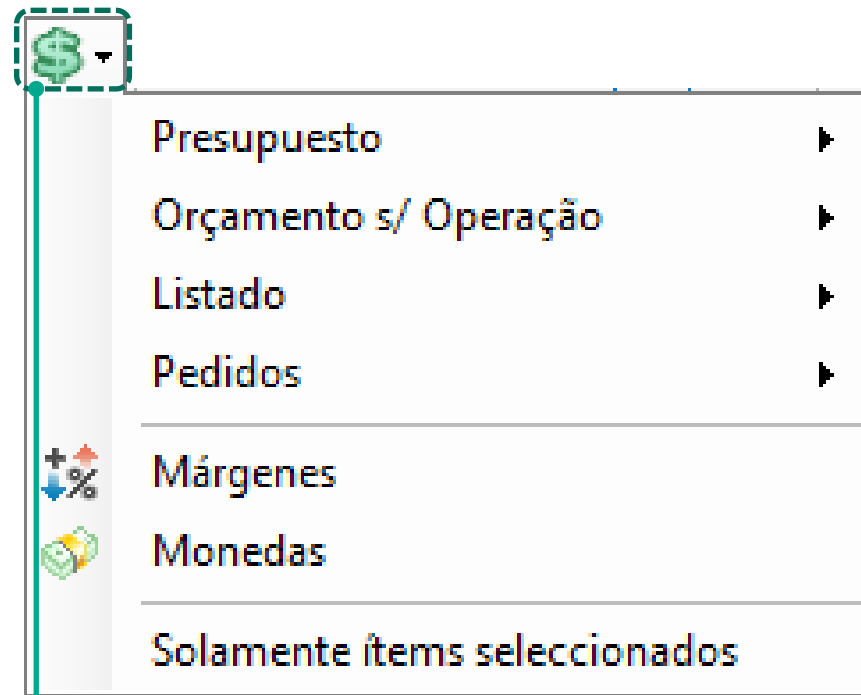 Presupuesto
Orçamento s/ Operação
Listado
Pedidos
Márgenes
Monedas
Solamente ítems seleccionados